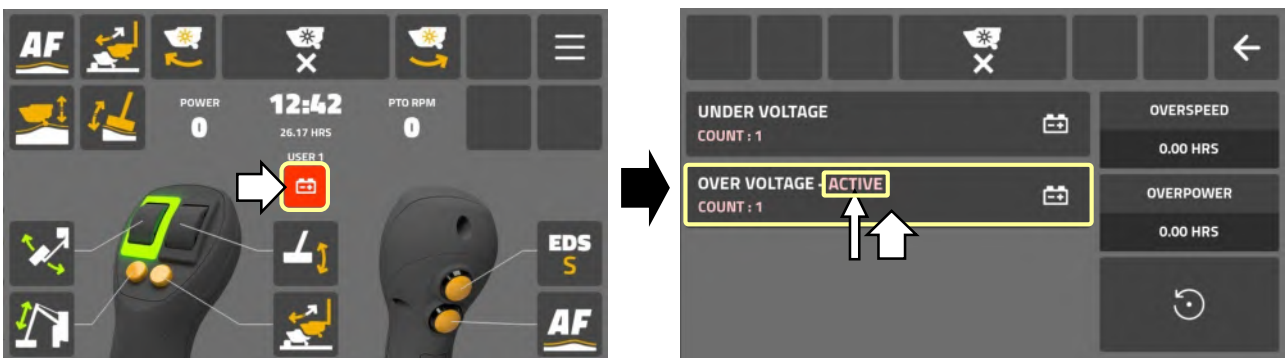 AF
POWER
0
12:42
26.17 HRS
USER 1
PTO RPM
0
EDS
S
AF
UNDER VOLTAGE
COUNT : 1
OVER VOLTAGE - ACTIVE
COUNT : 1
OVERSPEED
0.00 HRS
OVERPOWER
0.00 HRS